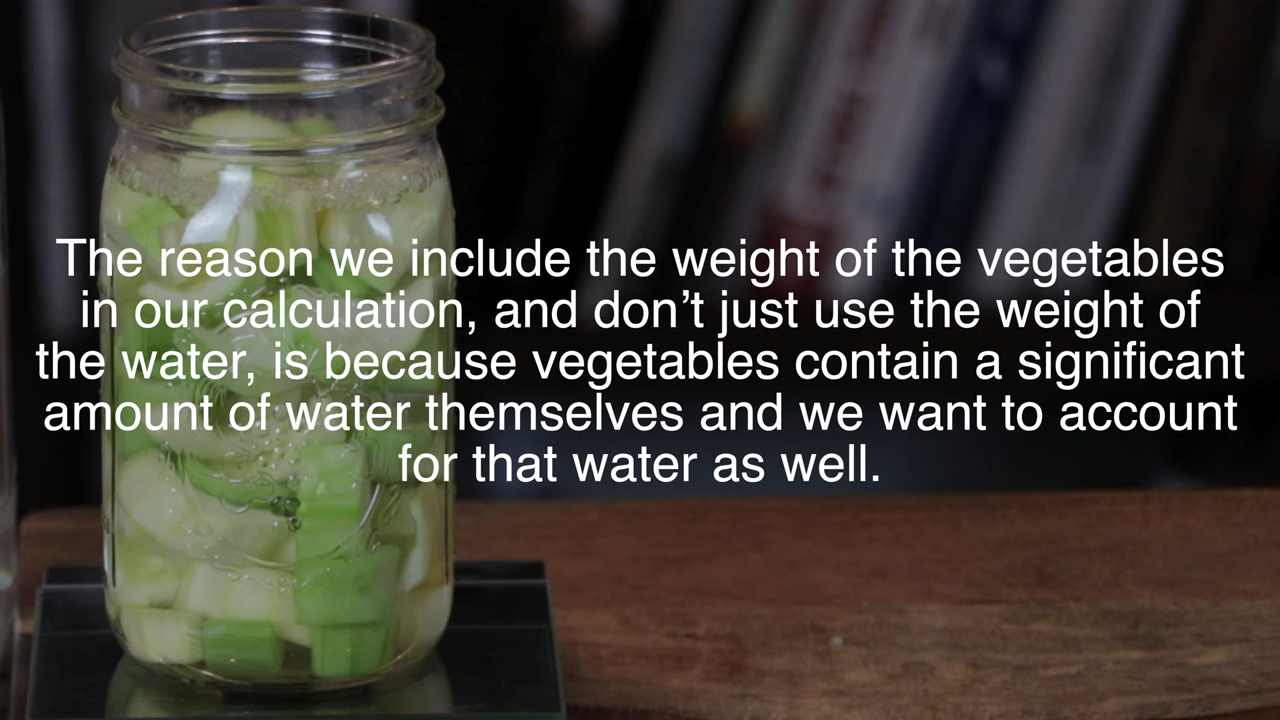 The reason we include the weight of the vegetables
in our calculation, and don’t just use the weight of
the water, is because vegetables contain a significant
amount of water themselves and we want to account
for that water as well.